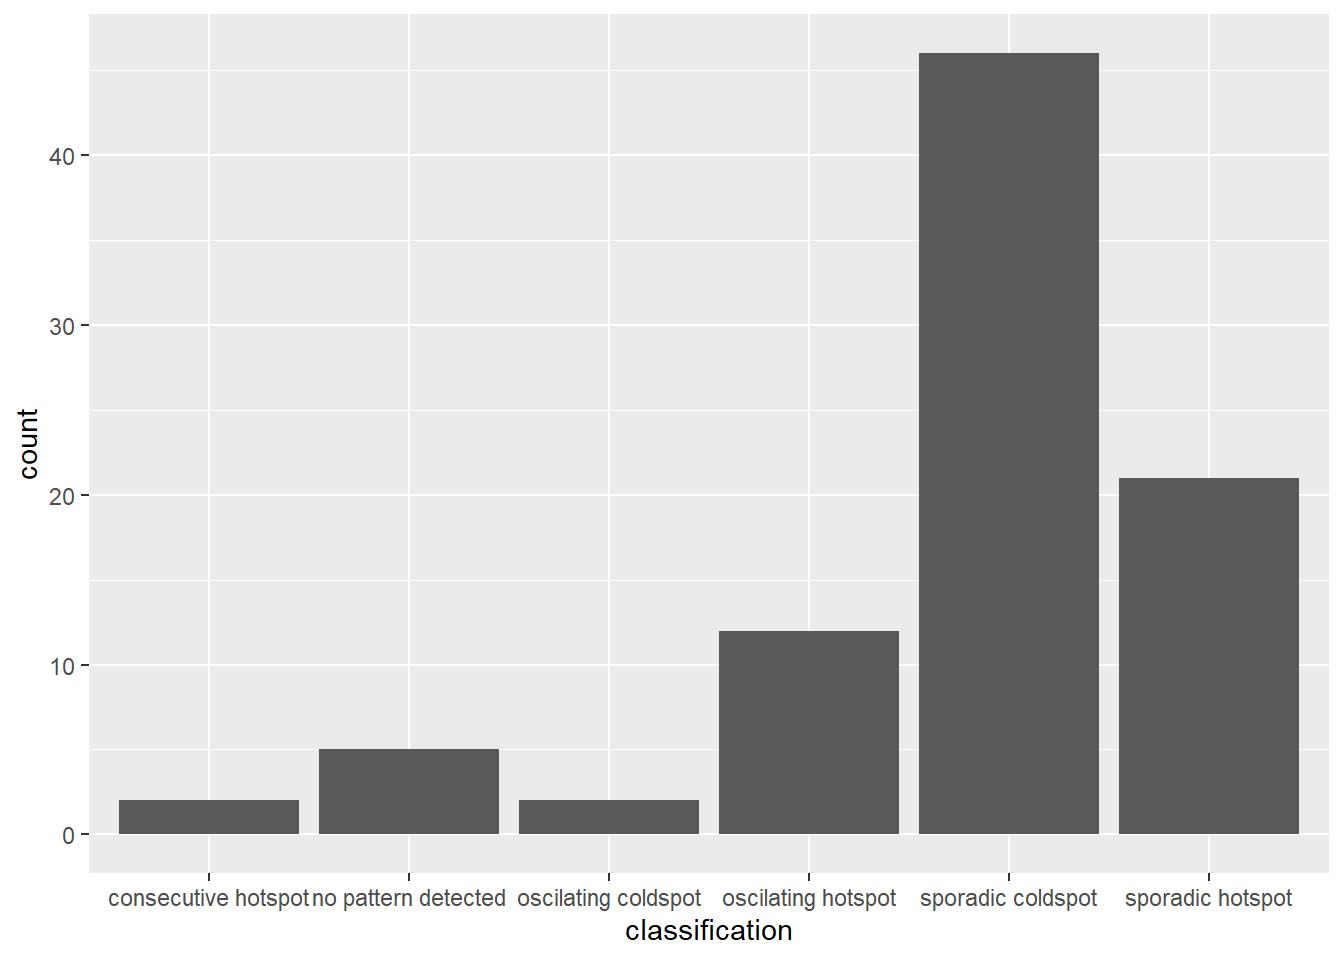 count
40
30
20
10
0
consecutive hotspot no pattern detected oscilating coldspot oscilating hotspot sporadic coldspot sporadic hotspot
classification